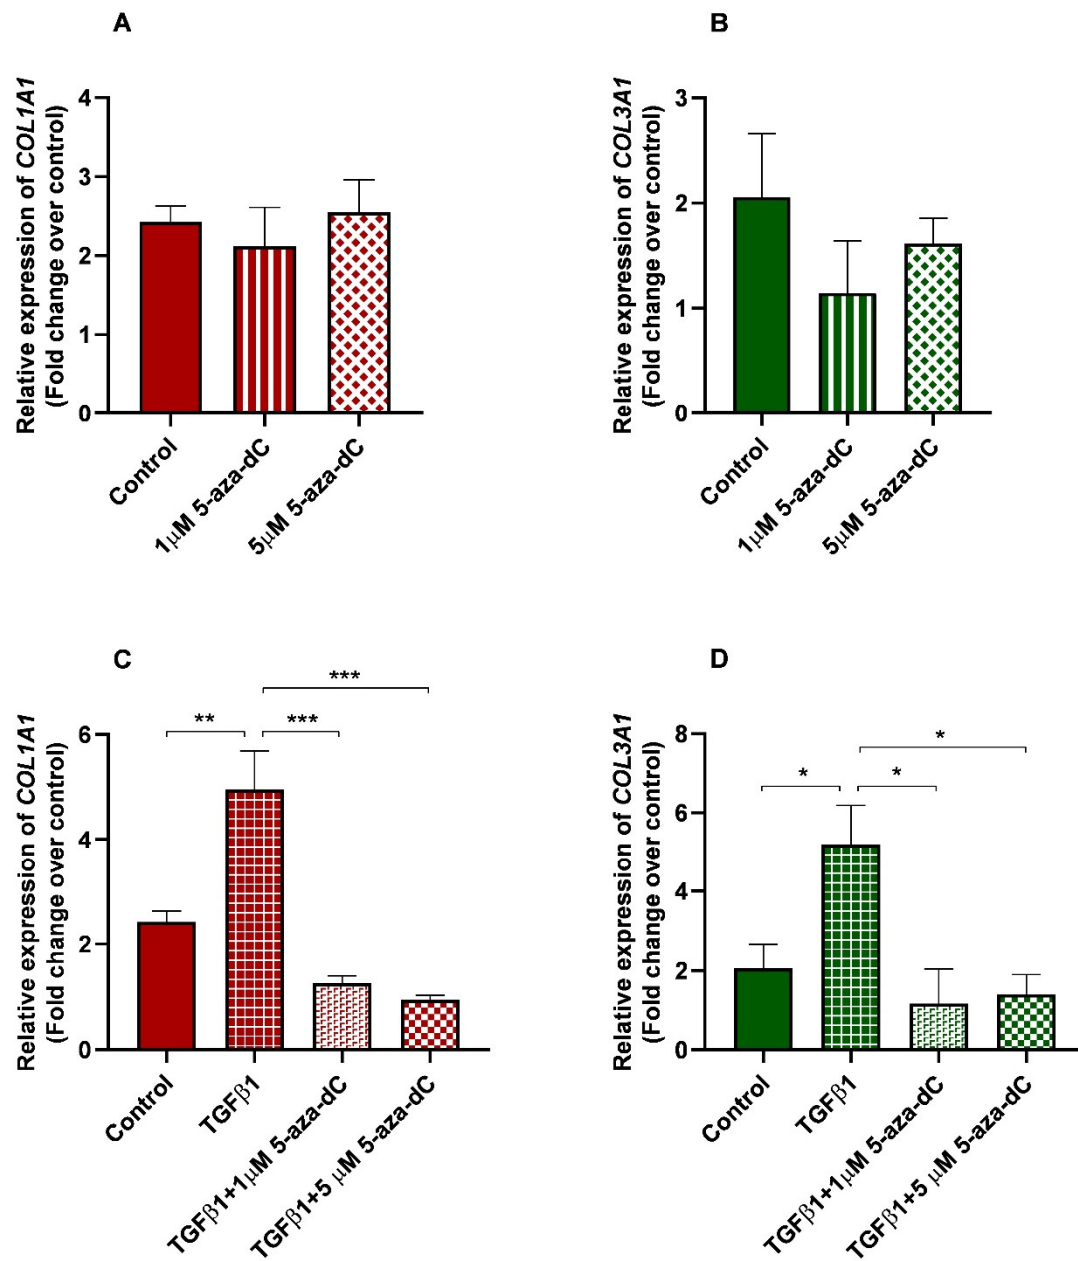 A
Relative expression of COL1A1
(Fold change over control)
4
3
2
1
0
Control
1μM 5-aza-dC
5μM 5-aza-dC
B
Relative expression of COL3A1
(Fold change over control)
3
2
1
0
Control
1μM 5-aza-dC
5μM 5-aza-dC
C
Relative expression of COL1A1
(Fold change over control)
6
4
2
0
**
***
***
Control
TGFβ1
TGFβ1+1μM 5-aza-dC
TGFβ1+5 μM 5-aza-dC
D
Relative expression of COL3A1
(Fold change over control)
8
6
4
2
0
*
*
*
Control
TGFβ1
TGFβ1+1μM 5-aza-dC
TGFβ1+5 μM 5-aza-dC